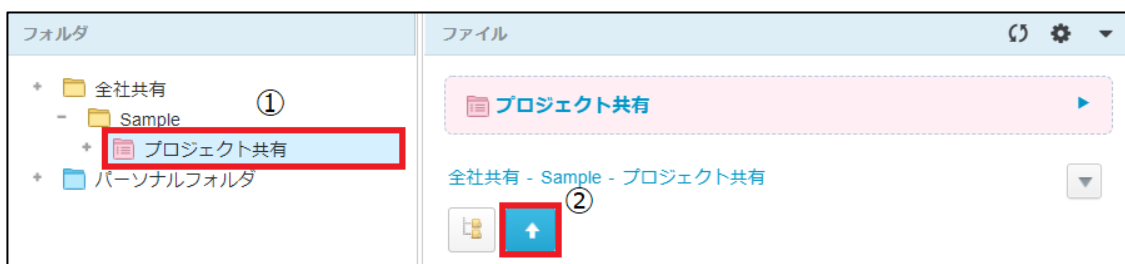 フォルダ
全社共有
①
Sample
プロジェクト共有
パーソナルフォルダ
ファイル
プロジェクト共有
全社共有 - Sample - プロジェクト共有
②